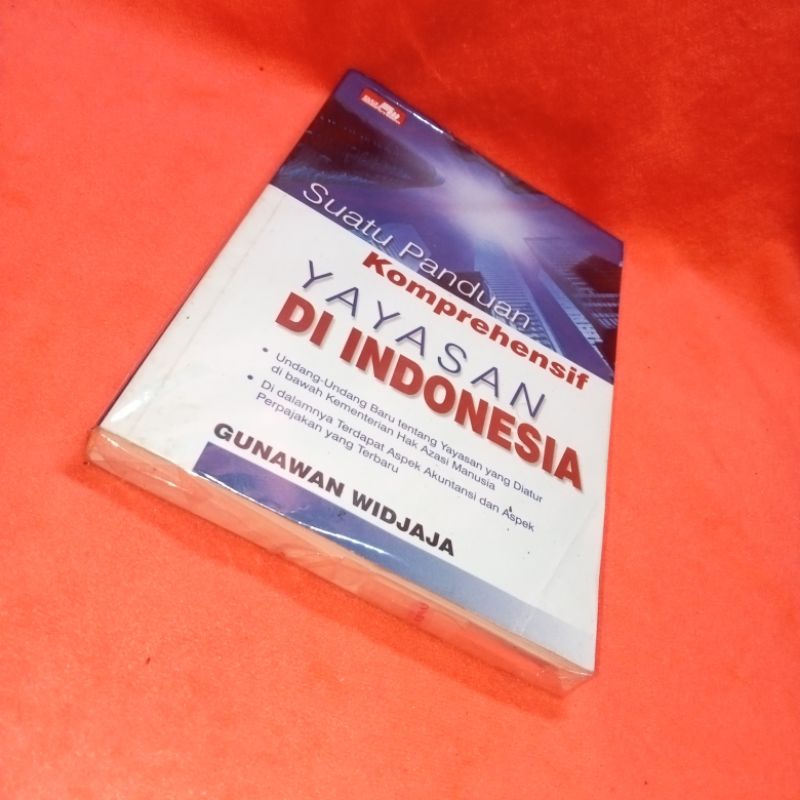 Suatu Panduan
Komprehensif
YAYASAN
DI INDONESIA
• Undang-Undang Baru tentang Yayasan yang Diatur
di bawah Kementerian Hak Azasi Manusia
• Di dalamnya Terdapat Aspek Akuntansi dan Aspek
Perpajakan yang Terbaru
GUNAWAN WIDJAJA